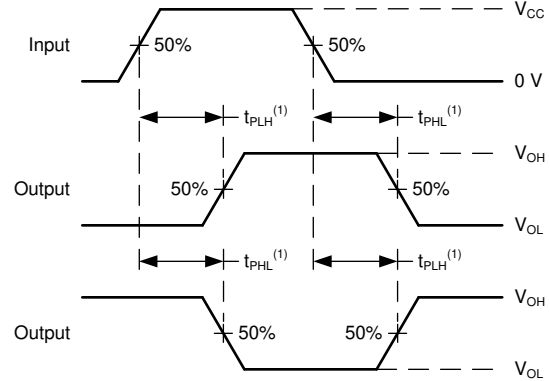 V_CC
Input 50% 50%
0 V
t_PLH^(1) t_PHL^(1)
V_OH
Output 50% 50%
V_OL
t_PHL^(1) t_PLH^(1)
V_OH
Output 50% 50%
V_OL